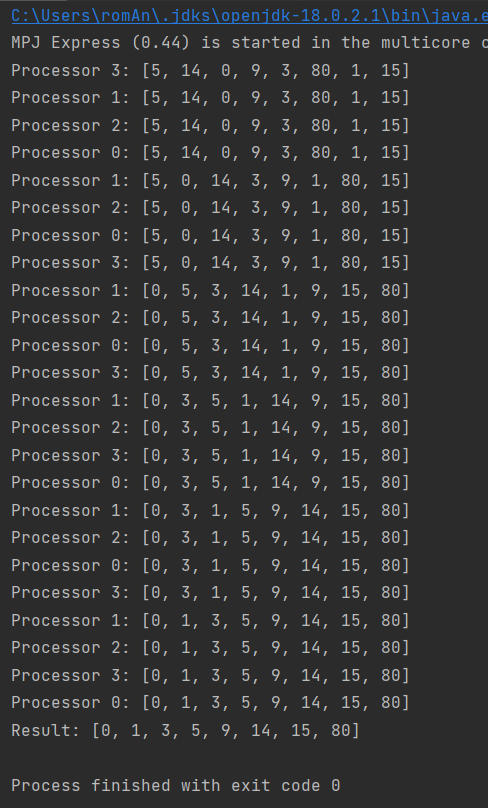 C:\Users\romAn\.jdks\openjdk-18.0.2.1\bin\java.e
MPJ Express (0.44) is started in the multicore c
Processor 3: [5, 14, 0, 9, 3, 80, 1, 15]
Processor 1: [5, 14, 0, 9, 3, 80, 1, 15]
Processor 2: [5, 14, 0, 9, 3, 80, 1, 15]
Processor 0: [5, 14, 0, 9, 3, 80, 1, 15]
Processor 1: [5, 0, 14, 3, 9, 1, 80, 15]
Processor 2: [5, 0, 14, 3, 9, 1, 80, 15]
Processor 0: [5, 0, 14, 3, 9, 1, 80, 15]
Processor 3: [5, 0, 14, 3, 9, 1, 80, 15]
Processor 1: [0, 5, 3, 14, 1, 9, 15, 80]
Processor 2: [0, 5, 3, 14, 1, 9, 15, 80]
Processor 0: [0, 5, 3, 14, 1, 9, 15, 80]
Processor 3: [0, 5, 3, 14, 1, 9, 15, 80]
Processor 1: [0, 3, 5, 1, 14, 9, 15, 80]
Processor 2: [0, 3, 5, 1, 14, 9, 15, 80]
Processor 3: [0, 3, 5, 1, 14, 9, 15, 80]
Processor 0: [0, 3, 5, 1, 14, 9, 15, 80]
Processor 1: [0, 3, 1, 5, 9, 14, 15, 80]
Processor 2: [0, 3, 1, 5, 9, 14, 15, 80]
Processor 0: [0, 3, 1, 5, 9, 14, 15, 80]
Processor 3: [0, 3, 1, 5, 9, 14, 15, 80]
Processor 1: [0, 1, 3, 5, 9, 14, 15, 80]
Processor 2: [0, 1, 3, 5, 9, 14, 15, 80]
Processor 3: [0, 1, 3, 5, 9, 14, 15, 80]
Processor 0: [0, 1, 3, 5, 9, 14, 15, 80]
Result: [0, 1, 3, 5, 9, 14, 15, 80]
Process finished with exit code 0